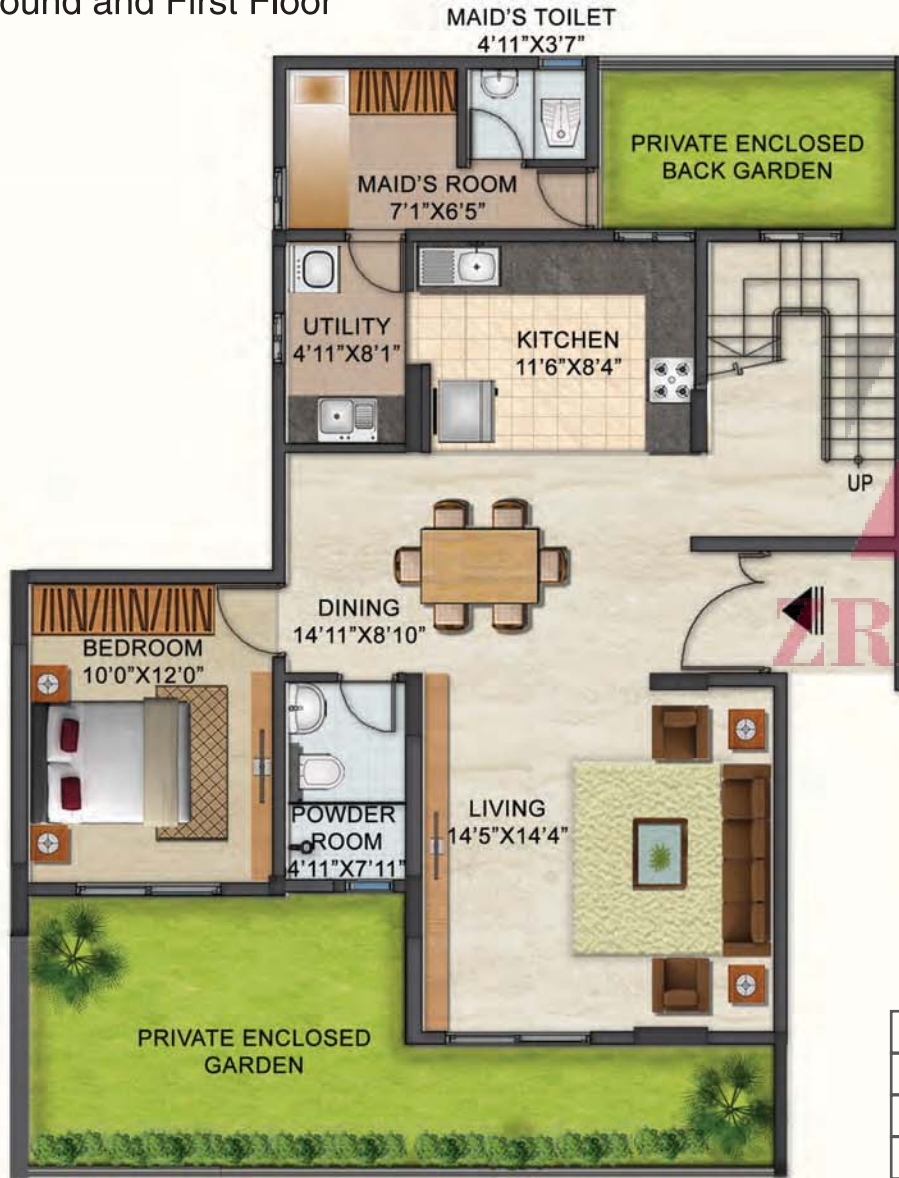 ound and First Floor
MAID'S TOILET
4'11"X3'7"
PRIVATE ENCLOSED
BACK GARDEN
MAID'S ROOM
7'1"X6'5"
UTILITY
4'11"X8'1"
KITCHEN
11'6"X8'4"
UP
DINING
14'11"X8'10"
BEDROOM
10'0"X12'0"
ZR
POWDER
ROOM
4'11"X7'11"
LIVING
14'5"X14'4"
PRIVATE ENCLOSED
GARDEN